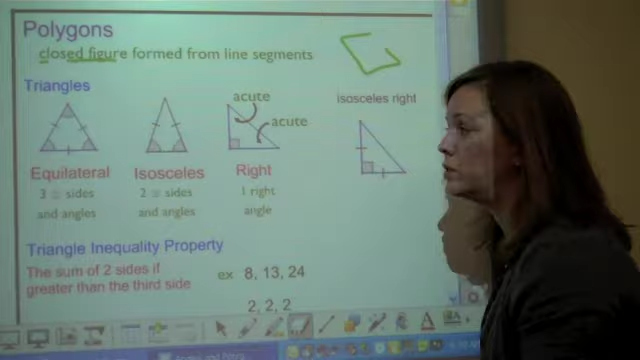 Polygons
closed figure formed from line segments
Triangles
acute
acute
isosceles right
Equilateral
Isosceles
Right
3 ≅ sides
and angles
2 ≅ sides
and angles
1 right
angle
Triangle Inequality Property
The sum of 2 sides if
greater than the third side
ex 8, 13, 24
2, 2, 2